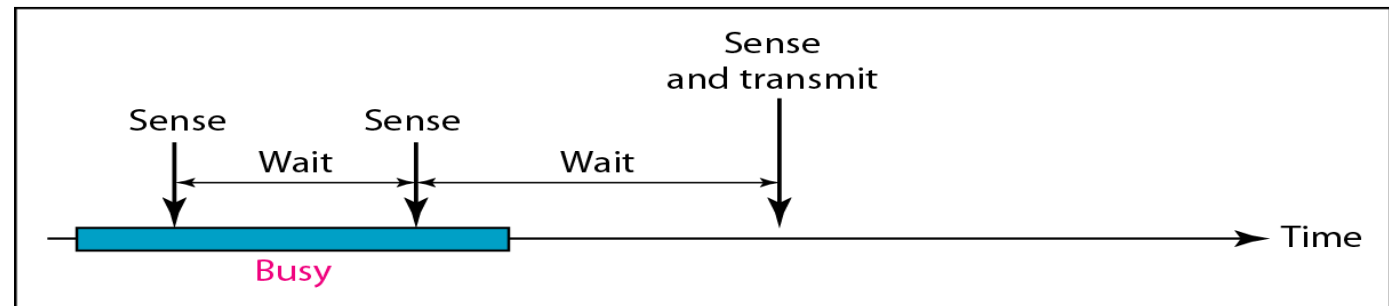 Sense
and transmit
Sense
Sense
Wait
Wait
Time
Busy